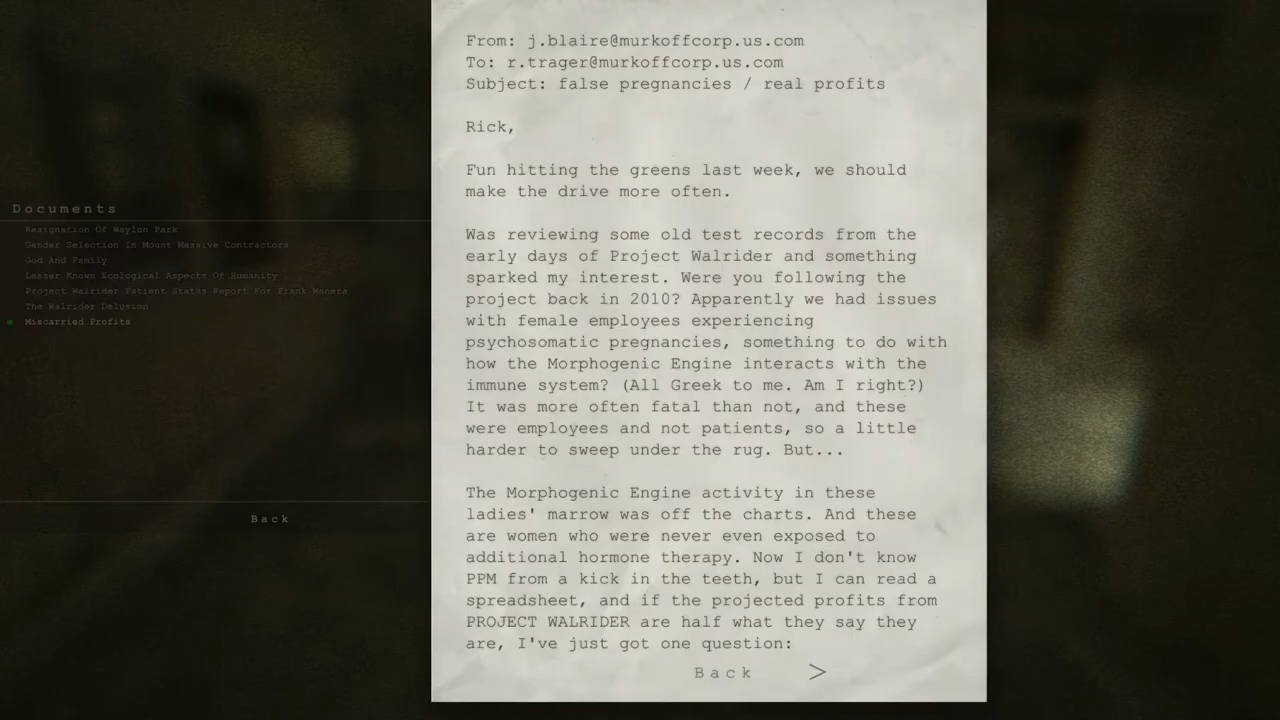 From: j.blaire@murkoffcorp.us.com
To: r.trager@murkoffcorp.us.com
Subject: false pregnancies / real profits
Rick,
Fun hitting the greens last week, we should
make the drive more often.
Was reviewing some old test records from the
early days of Project Walrider and something
sparked my interest. Were you following the
project back in 2010? Apparently we had issues
with female employees experiencing
psychosomatic pregnancies, something to do with
how the Morphogenic Engine interacts with the
immune system? (All Greek to me. Am I right?)
It was more often fatal than not, and these
were employees and not patients, so a little
harder to sweep under the rug. But...
The Morphogenic Engine activity in these
ladies' marrow was off the charts. And these
are women who were never even exposed to
additional hormone therapy. Now I don't know
PPM from a kick in the teeth, but I can read a
spreadsheet, and if the projected profits from
PROJECT WALRIDER are half what they say they
are, I've just got one question:
Back >
Documents
Resignation Of Waylon Park
Gender Selection In Mount Massive Contractors
God And Family
Lesser Known Ecological Aspects Of Humanity
Project Walrider Patient Status Report For Frank Manera
The Walrider Delusion
Miscarried Profits
Back